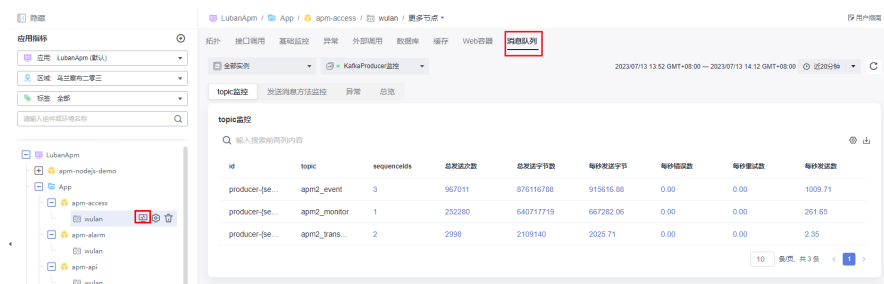 隐藏
LubanApm / App / apm-access / wulan / 更多节点
用户指南
应用指标
拓扑 接口调用 基础监控 异常 外部调用 数据库 缓存 Web容器 消息队列
应用: LubanApm (默认)
全部实例
KafkaProducer监控
2023/07/13 13:52 GMT+08:00 — 2023/07/13 14:12 GMT+08:00 近20分钟
区域: 乌兰察布二零三
标签: 全部
topic监控 发送消息方法监控 异常 总览
请输入组件或环境名称
topic监控
输入搜索前两列内容
LubanApm
apm-nodejs-demo
App
apm-access
wulan
apm-alarm
wulan
apm-api
wulan
id topic sequenceIds 总发送次数 总发送字节数 每秒发送字节 每秒错误数 每秒重试数 每秒发送数
producer-(se... apm2_event 3 967011 876116788 915616.88 0.00 0.00 1009.71
producer-(se... apm2_monitor 1 252280 640717719 667282.06 0.00 0.00 261.65
producer-(se... apm2_trans... 2 2998 2109140 2025.71 0.00 0.00 2.35
10 条/页, 共 3 条 < 1 >